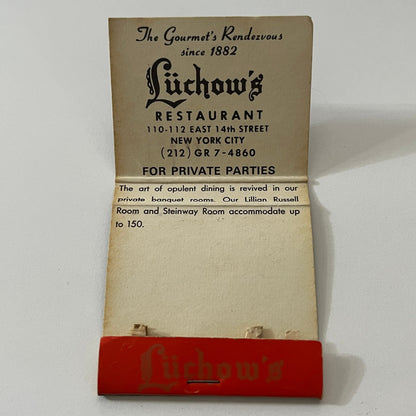 The Gourmet's Rendezvous
since 1882
Lüchow's
RESTAURANT
110-112 EAST 14th STREET
NEW YORK CITY
(212) GR 7-4860
FOR PRIVATE PARTIES
The art of opulent dining is revived in our
private banquet rooms. Our Lillian Russell
Room and Steinway Room accommodate up
to 150.
Lüchow's